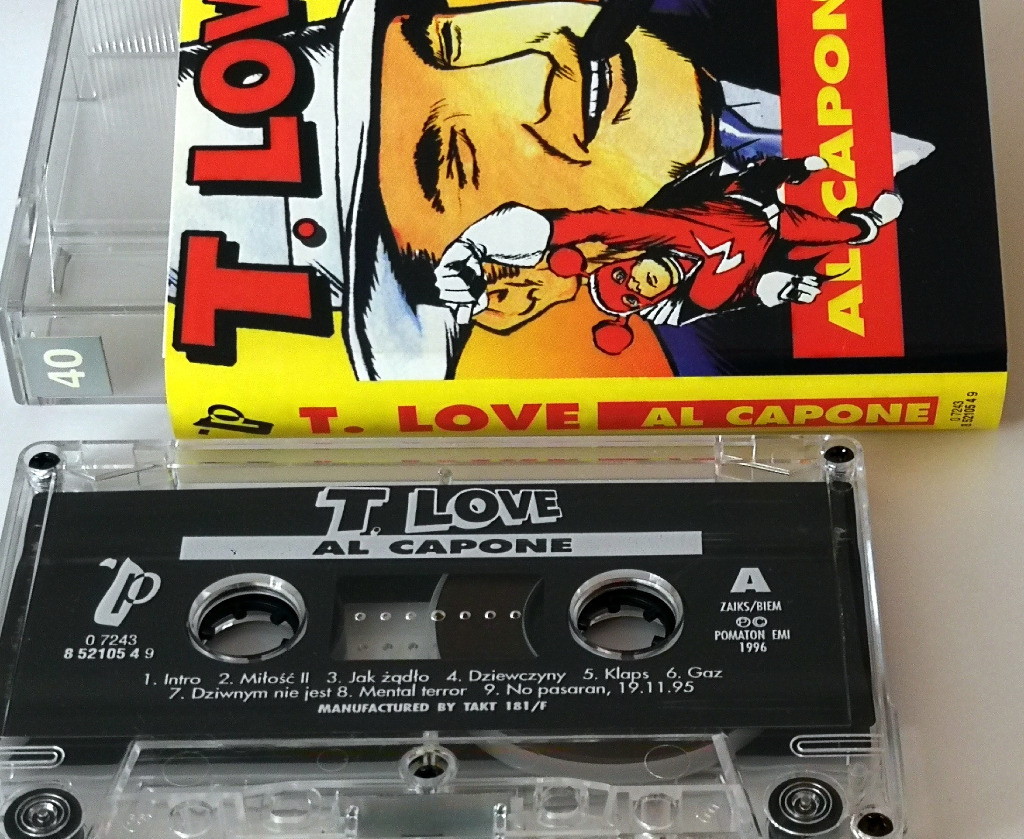 T. LOV
AL CAPON
M
40
T. LOVE AL CAPONE
0 7243
8 52105 4 9
T. LOVE
AL CAPONE
A
ZAIKS/BIEM
℗©
POMATON EMI
1996
0 7243
8 52105 4 9
1. Intro 2. Miłość II 3. Jak żądło 4. Dziewczyny 5. Klaps 6. Gaz
7. Dziwnym nie jest 8. Mental terror 9. No pasaran, 19.11.95
MANUFACTURED BY TAKT 181/F